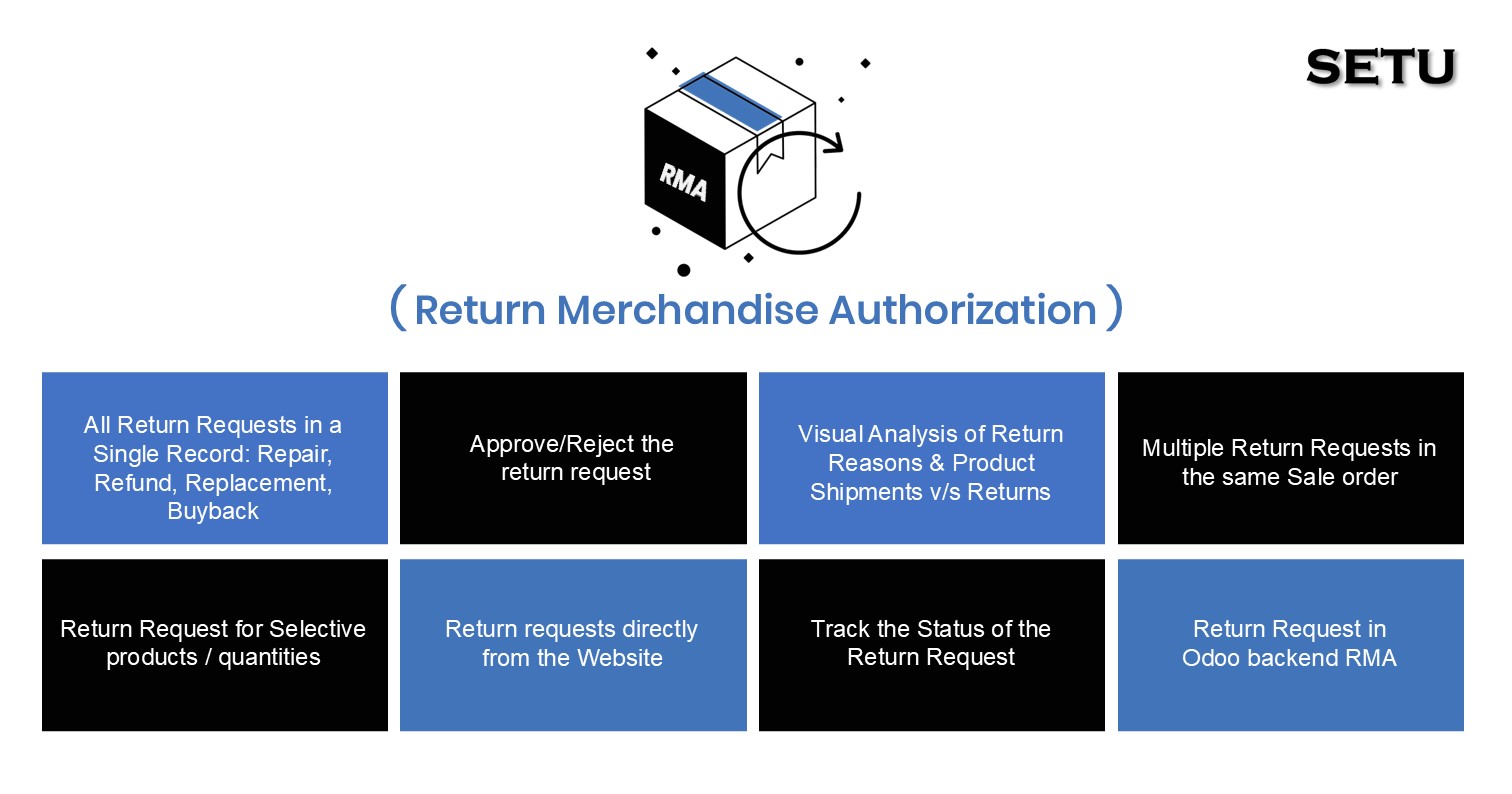 SETU
RMA
( Return Merchandise Authorization )
All Return Requests in a
Single Record: Repair,
Refund, Replacement,
Buyback
Approve/Reject the
return request
Visual Analysis of Return
Reasons & Product
Shipments v/s Returns
Multiple Return Requests in
the same Sale order
Return Request for Selective
products / quantities
Return requests directly
from the Website
Track the Status of the
Return Request
Return Request in
Odoo backend RMA